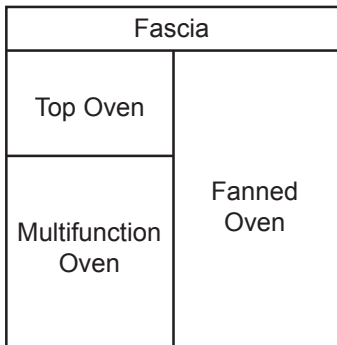 Fascia
Top Oven
Multifunction
Oven
Fanned
Oven